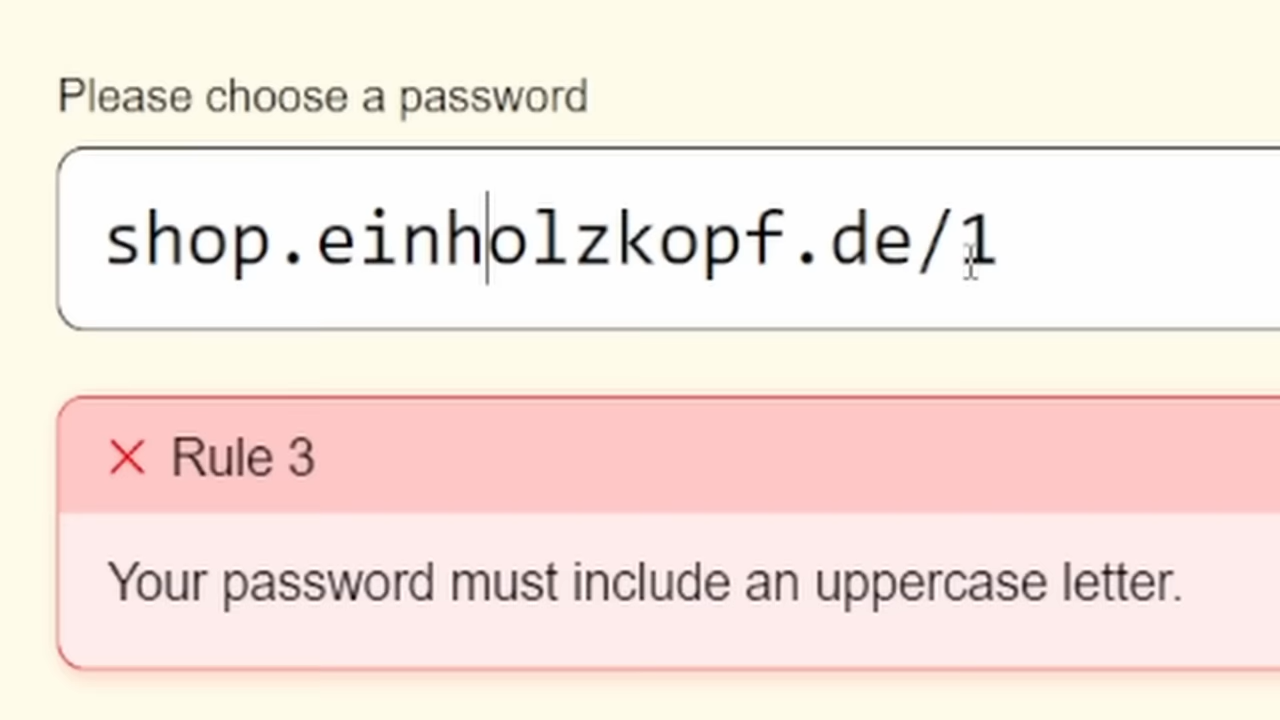 Please choose a password
shop.einholzkopf.de/1
Rule 3
Your password must include an uppercase letter.